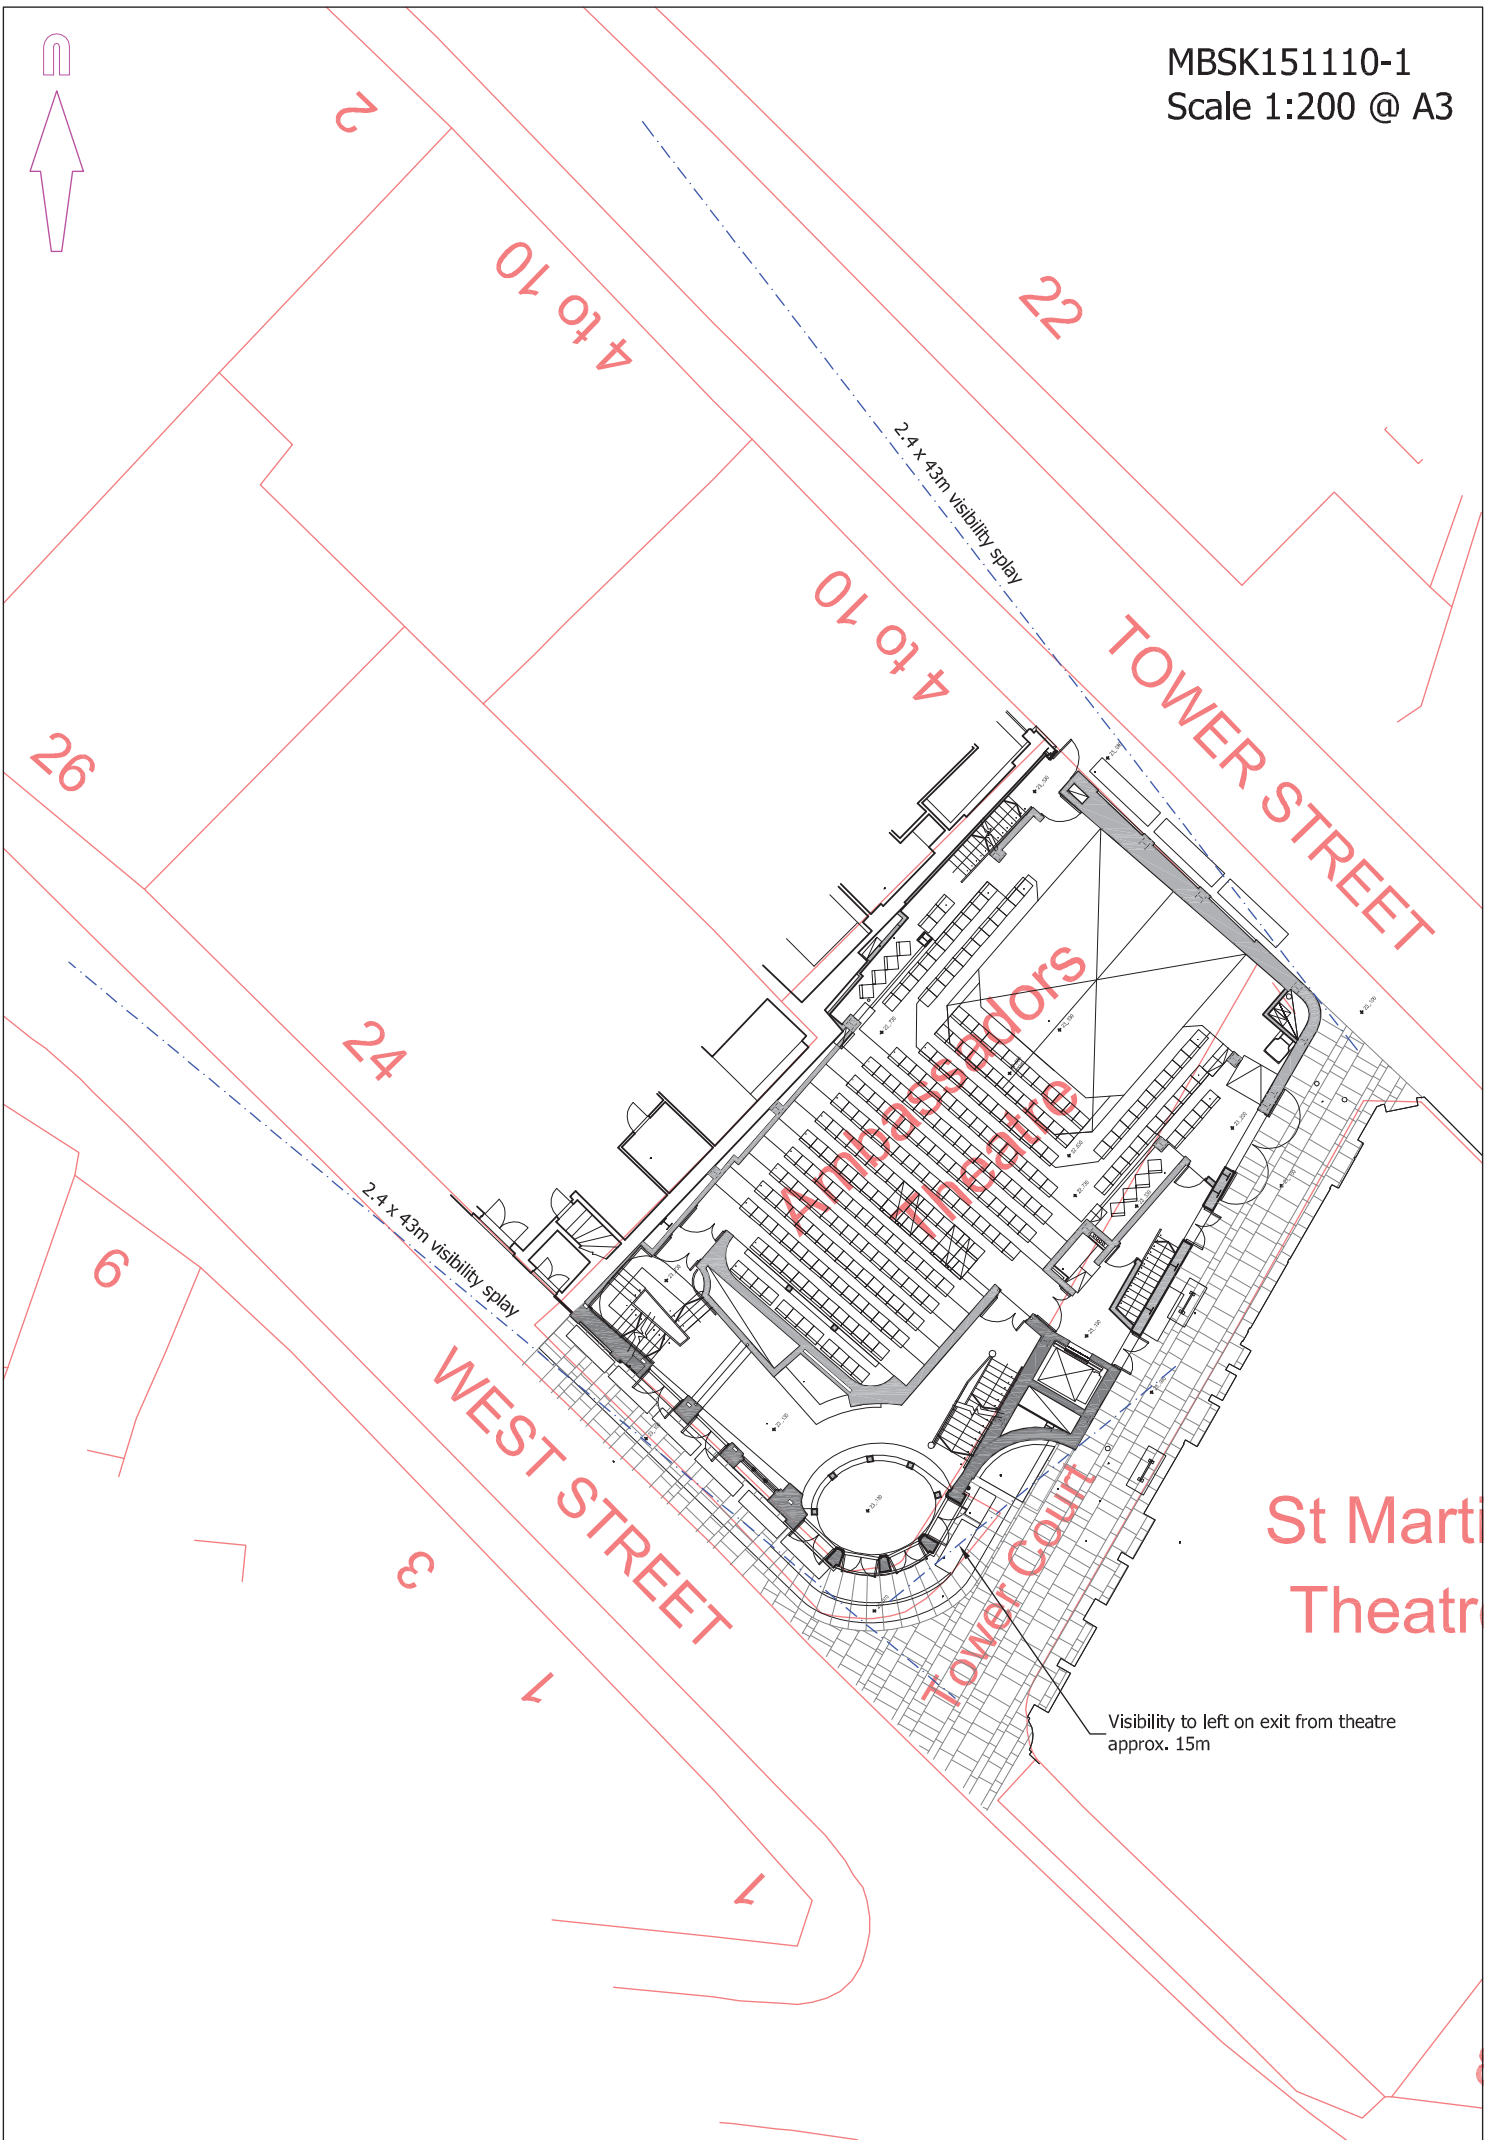 MBSK151110-1
Scale 1:200 @ A3
2
4 to 10
22
2.4 x 43m visibility splay
4 to 10
TOWER STREET
26
Ambassadors
Theatre
24
2.4 x 43m visibility splay
9
WEST STREET
St Marti
Theatr
Tower Court
3
1
Visibility to left on exit from theatre
approx. 15m
1